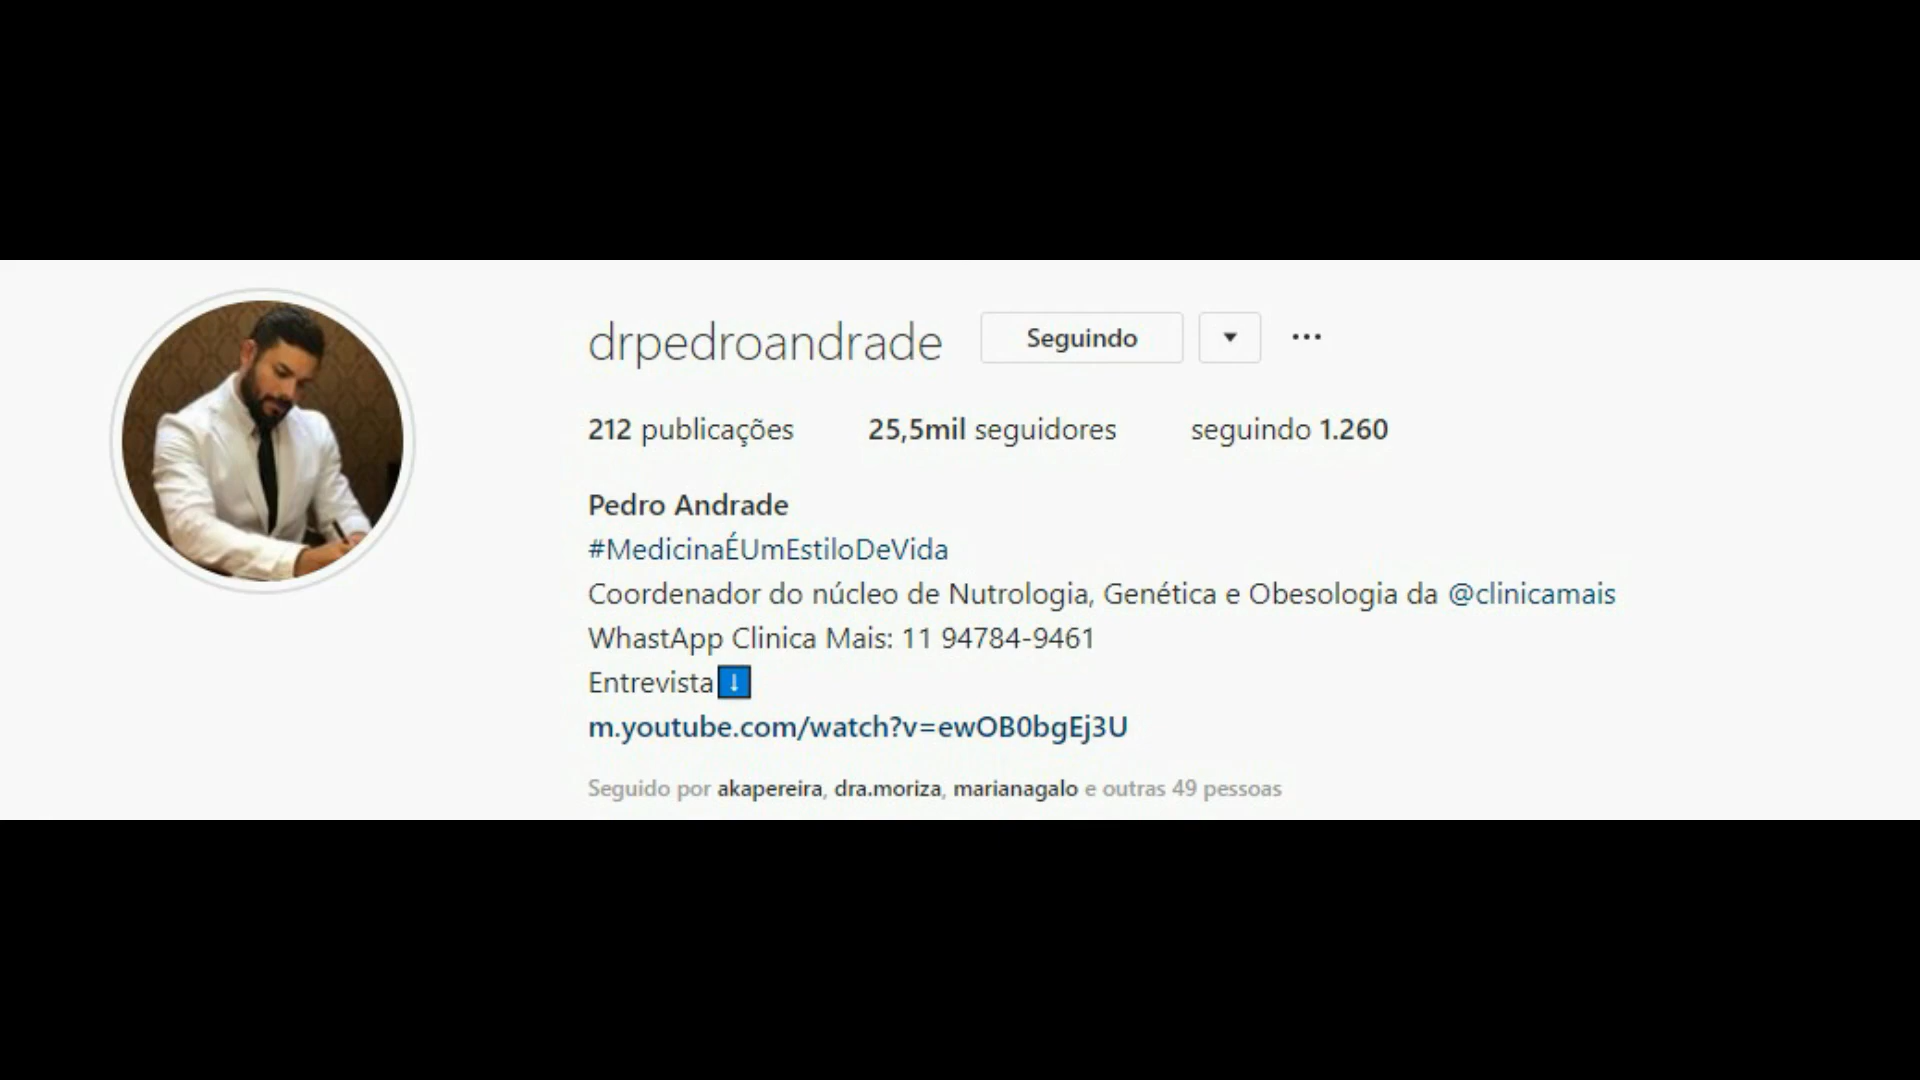 drpedroandrade Seguindo
212 publicações 25,5mil seguidores seguindo 1.260
Pedro Andrade
#MedicinaÉUmEstiloDeVida
Coordenador do núcleo de Nutrologia, Genética e Obesologia da @clinicamais
WhastApp Clinica Mais: 11 94784-9461
Entrevista⬇️
m.youtube.com/watch?v=ewOB0bgEj3U
Seguido por akapereira, dra.moriza, marianagalo e outras 49 pessoas